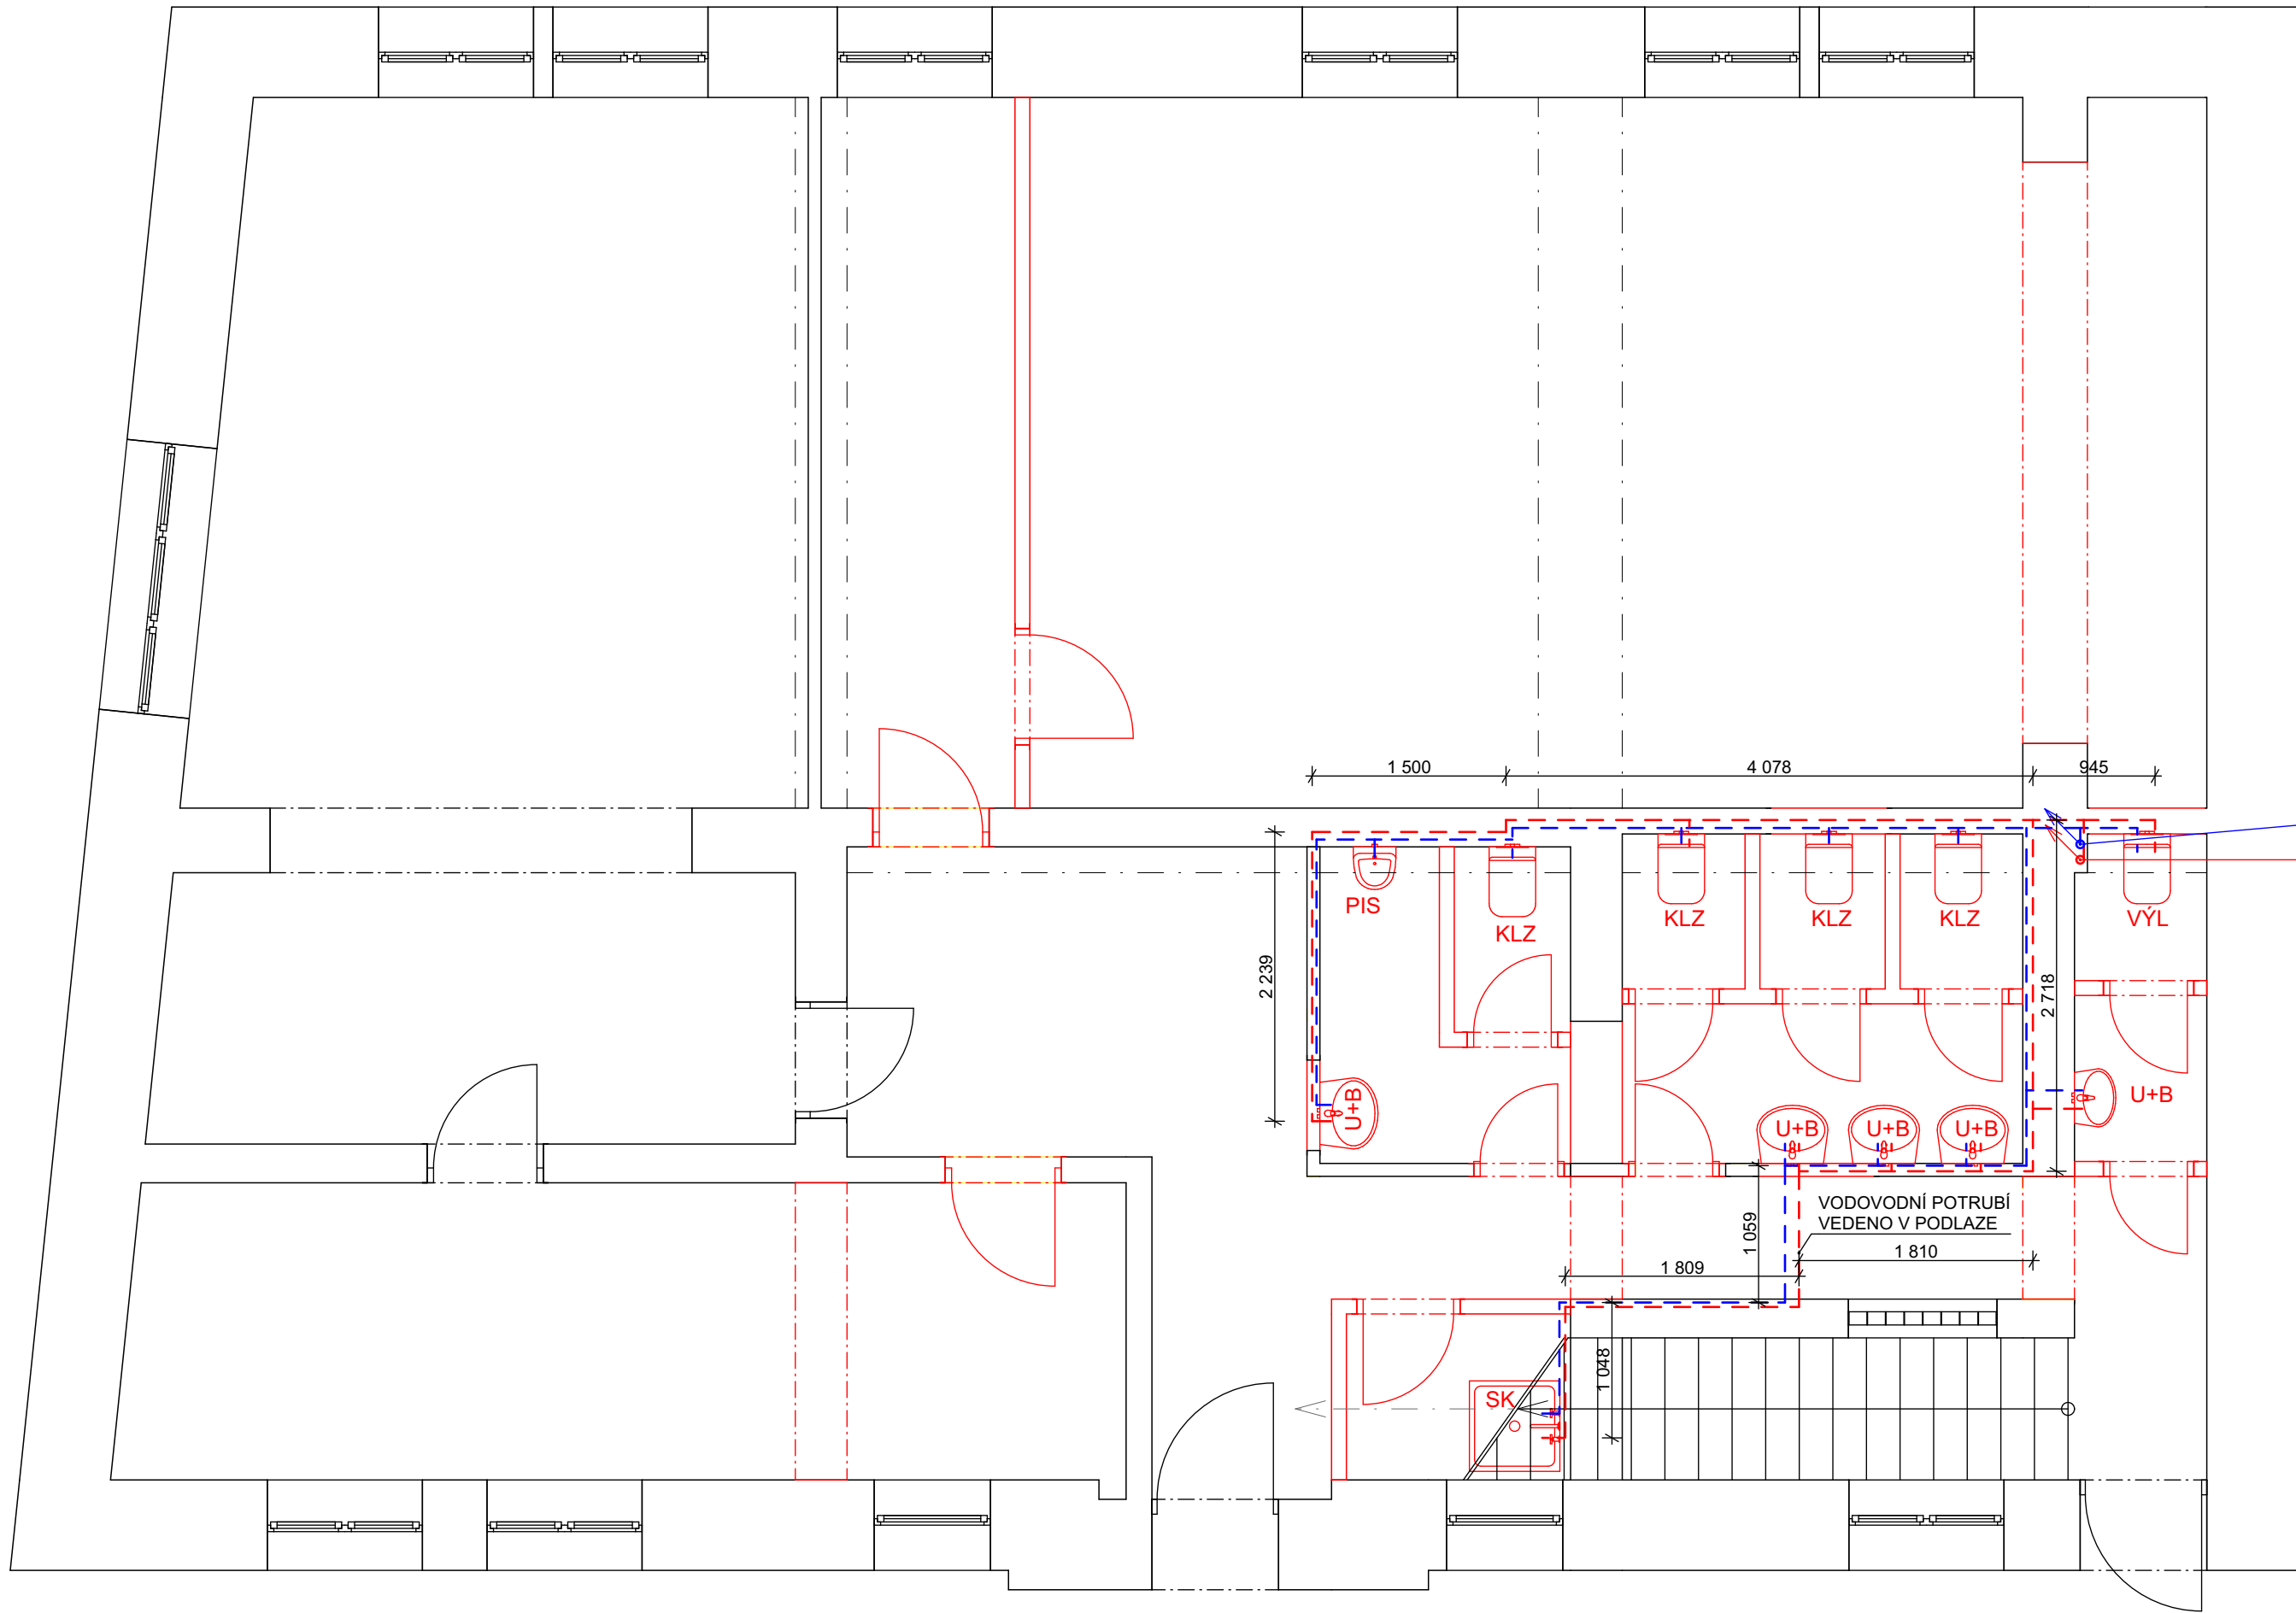 1 500
4 078
945
2 239
PIS
KLZ
KLZ
KLZ
KLZ
VÝL
2 718
U+B
U+B
U+B
U+B
U+B
VODOVODNÍ POTRUBÍ
VEDENO V PODLAZE
1 059
1 810
1 809
1 048
SK